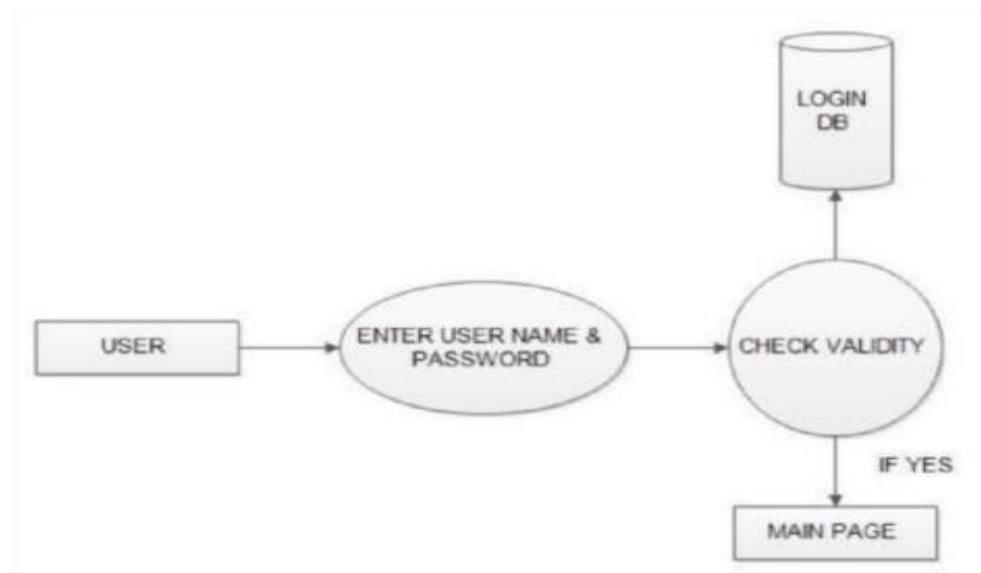 LOGIN
DB
USER
ENTER USER NAME &
PASSWORD
CHECK VALIDITY
IF YES
MAIN PAGE